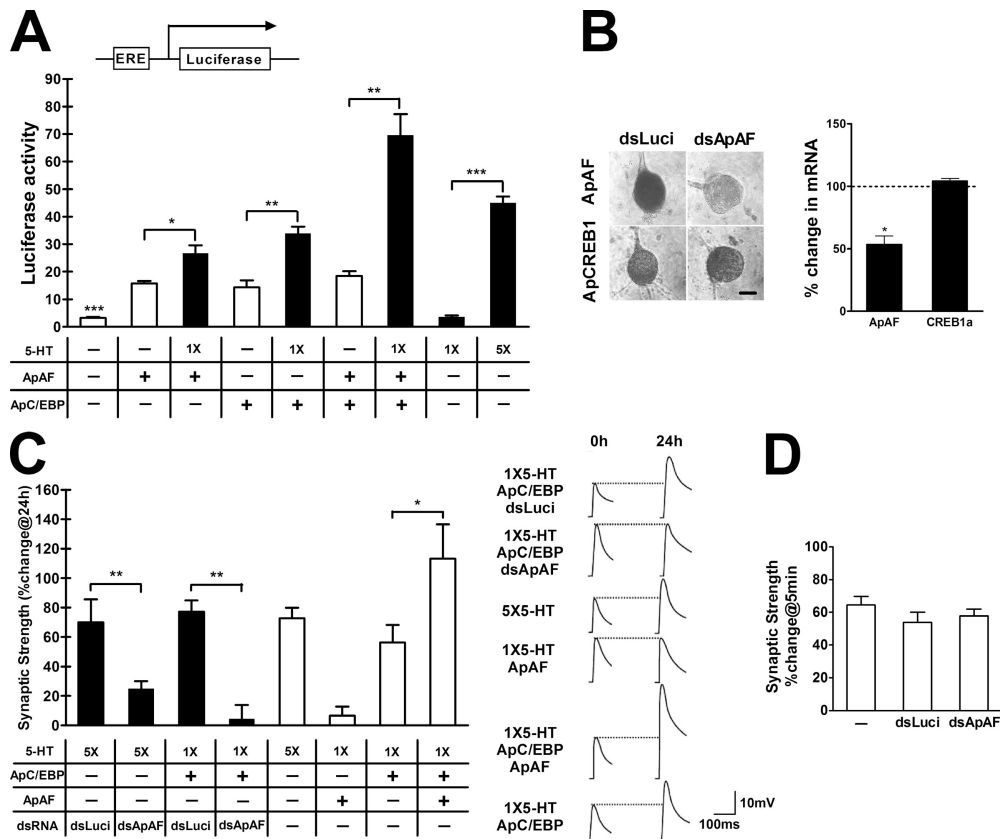 A
ERE
Luciferase
Luciferase activity
90
80
70
60
50
40
30
20
10
0
***
*
**
**
***
5-HT – – 1X – 1X – 1X 1X 5X
ApAF – + + – – + + – –
ApC/EBP – – – + + + + – –
B
dsLuci dsApAF
ApAF
ApCREB1
% change in mRNA
150
100
50
0
*
ApAF CREB1a
C
Synaptic Strength (%change@24h)
160
140
120
100
80
60
40
20
0
**
**
*
5-HT 5X 5X 1X 1X 5X 1X 1X 1X
ApC/EBP – – + + – – + +
ApAF – – – – – + – +
dsRNA dsLuci dsApAF dsLuci dsApAF – – – –
0h 24h
1X5-HT
ApC/EBP
dsLuci
1X5-HT
ApC/EBP
dsApAF
5X5-HT
1X5-HT
ApAF
1X5-HT
ApC/EBP
ApAF
1X5-HT
ApC/EBP
10mV
100ms
D
Synaptic Strength
%change@5min
100
80
60
40
20
0
– dsLuci dsApAF